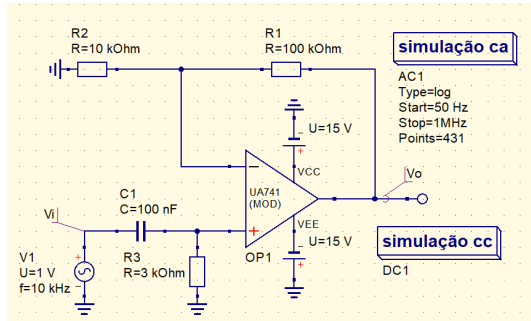 R2
R=10 kOhm
R1
R=100 kOhm
simulação ca
AC1
Type=log
Start=50 Hz
Stop=1MHz
Points=431
U=15 V
VCC
UA741
(MOD)
Vo
C1
C=100 nF
Vi
VEE
U=15 V
OP1
V1
U=1 V
f=10 kHz
R3
R=3 kOhm
simulação cc
DC1